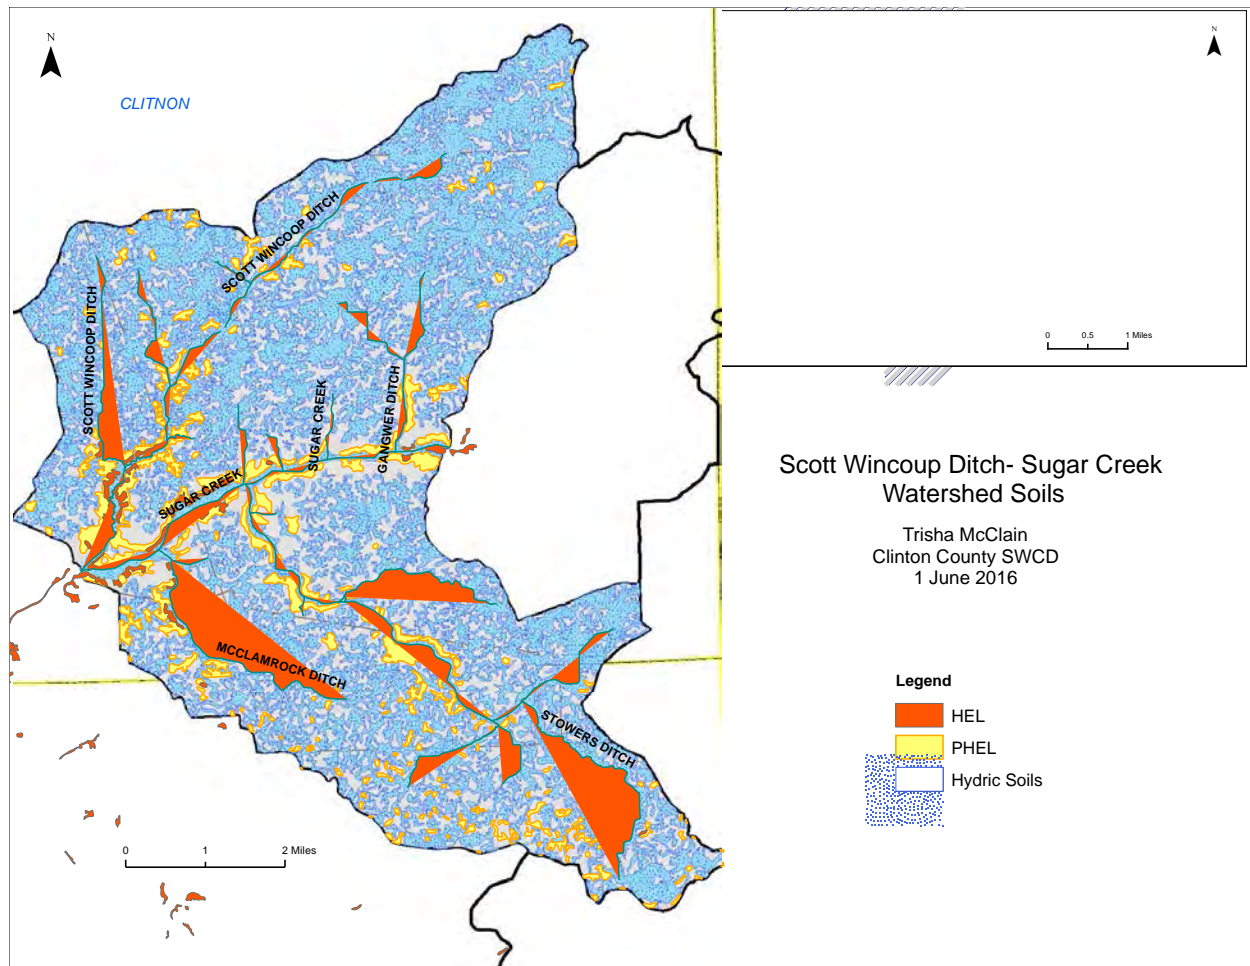 N
CLITNON
SCOTT WINCOOP DITCH
SCOTT WINCOOP DITCH
SUGAR CREEK
GANGWER DITCH
SUGAR CREEK
MCCLAMROCK DITCH
STOWERS DITCH
0 1 2 Miles
N
0 0.5 1 Miles
Scott Wincoup Ditch- Sugar Creek
Watershed Soils
Trisha McClain
Clinton County SWCD
1 June 2016
Legend
HEL
PHEL
Hydric Soils